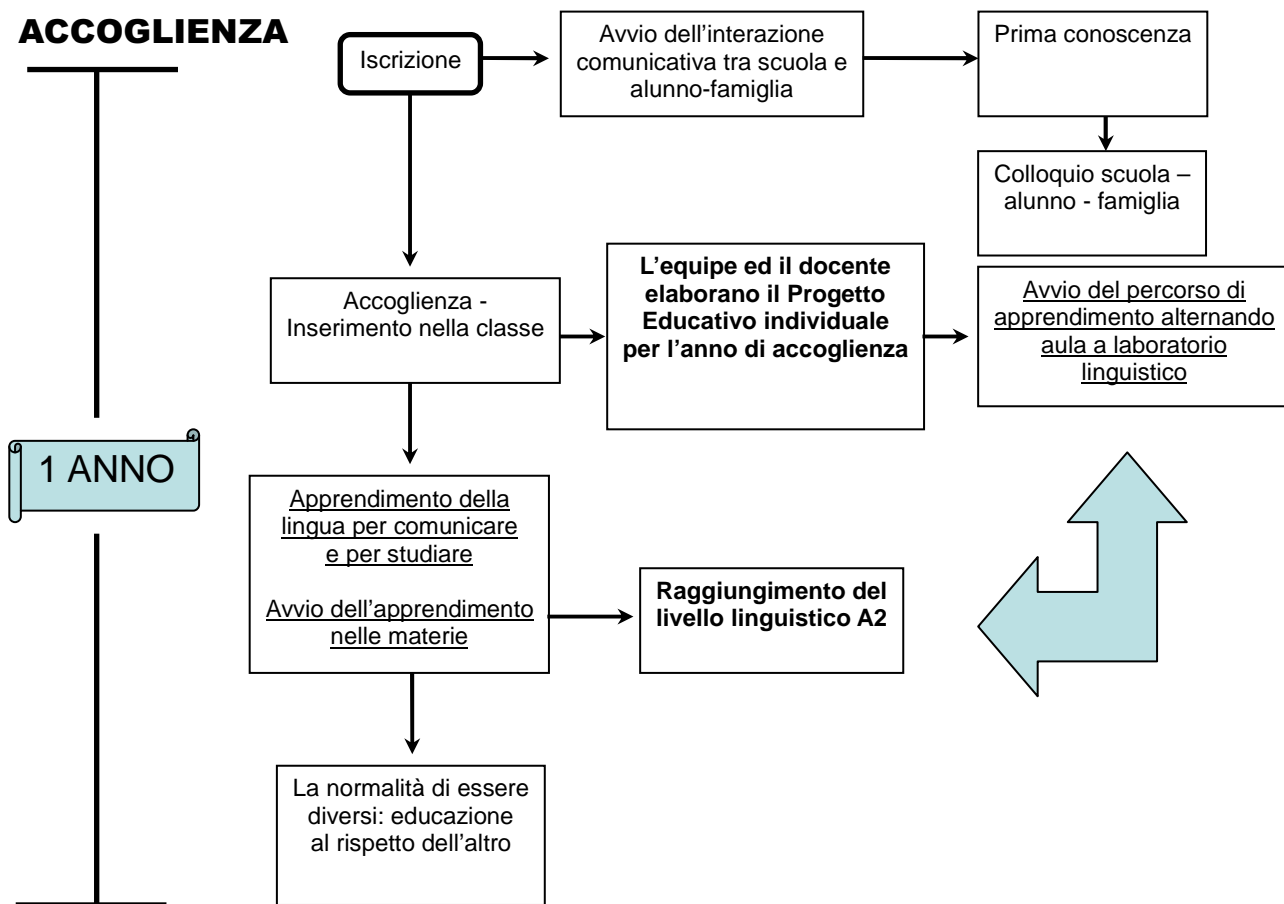 ACCOGLIENZA
Iscrizione
Avvio dell’interazione
comunicativa tra scuola e
alunno-famiglia
Prima conoscenza
Colloquio scuola –
alunno - famiglia
Accoglienza -
Inserimento nella classe
L’equipe ed il docente
elaborano il Progetto
Educativo individuale
per l’anno di accoglienza
Avvio del percorso di
apprendimento alternando
aula a laboratorio
linguistico
1 ANNO
Apprendimento della
lingua per comunicare
e per studiare
Avvio dell’apprendimento
nelle materie
Raggiungimento del
livello linguistico A2
La normalità di essere
diversi: educazione
al rispetto dell’altro